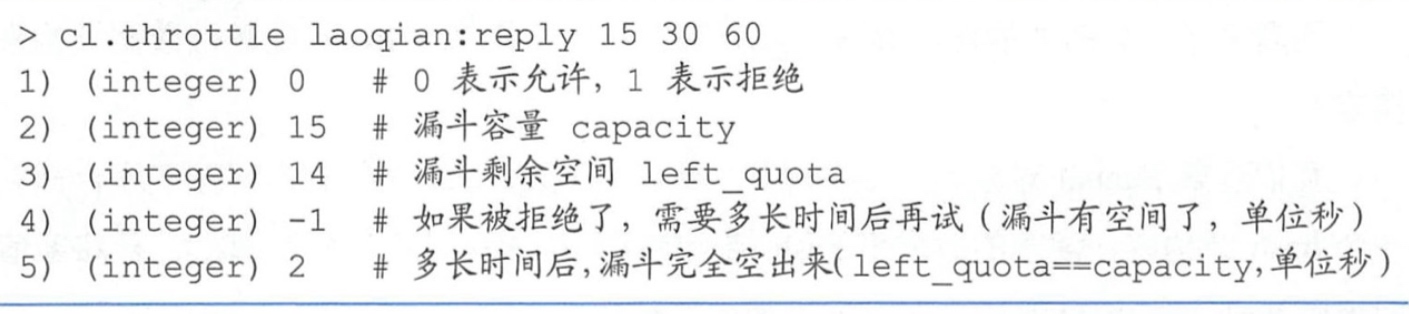 > cl.throttle laoqian:reply 15 30 60
1) (integer) 0 # 0 表示允许, 1 表示拒绝
2) (integer) 15 # 漏斗容量 capacity
3) (integer) 14 # 漏斗剩余空间 left_quota
4) (integer) -1 # 如果被拒绝了, 需要多长时间后再试 (漏斗有空间了, 单位秒)
5) (integer) 2 # 多长时间后, 漏斗完全空出来(left_quota==capacity, 单位秒)